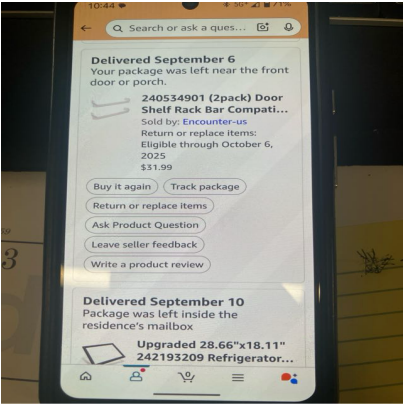 10:44
5G 71%
Search or ask a ques...
Delivered September 6
Your package was left near the front
door or porch.
240534901 (2pack) Door
Shelf Rack Bar Compati...
Sold by: Encounter-us
Return or replace items:
Eligible through October 6,
2025
$31.99
Buy it again
Track package
Return or replace items
Ask Product Question
Leave seller feedback
Write a product review
Delivered September 10
Package was left inside the
residence's mailbox
Upgraded 28.66"x18.11"
242193209 Refrigerator...
0
3